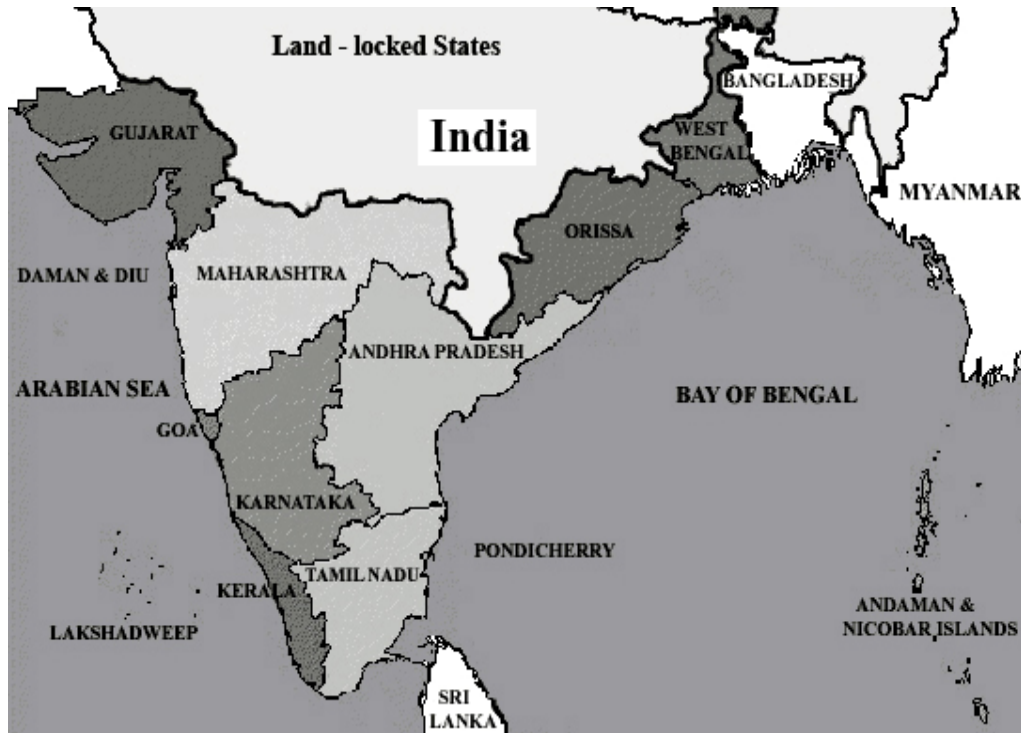 Land - locked States
India
BANGLADESH
GUJARAT
WEST
BENGAL
MYANMAR
ORISSA
DAMAN & DIU
MAHARASHTRA
ANDHRA PRADESH
ARABIAN SEA
BAY OF BENGAL
GOA
KARNATAKA
PONDICHERRY
TAMIL NADU
KERALA
LAKSHADWEEP
ANDAMAN &
NICOBAR ISLANDS
SRI
LANKA